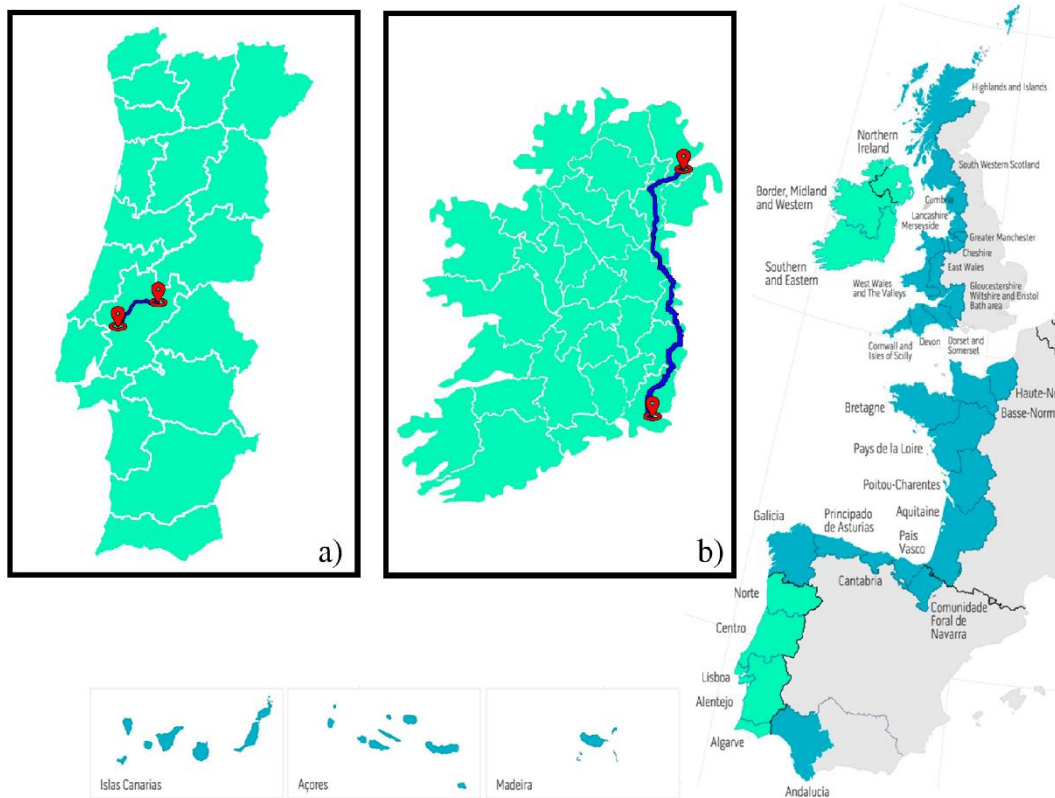 a)
b)
Highlands and Islands
Northern
Ireland
South Western Scotland
Border, Midland
and Western
Cumbria
Lancashire
Merseyside
Greater Manchester
Cheshire
East Wales
Southern
and Eastern
West Wales
and The Valleys
Gloucestershire
Wiltshire and Bristol
Bath area
Cornwall and
Isles of Scilly
Devon
Dorset and
Somerset
Haute-No
Basse-Norm
Bretagne
Pays de la Loire
Poitou-Charentes
Aquitaine
Galicia
Principado
de Asturias
Pais
Vasco
Cantabria
Comunidade
Foral de
Navarra
Norte
Centro
Lisboa
Alentejo
Algarve
Andalucía
Islas Canarias
Açores
Madeira